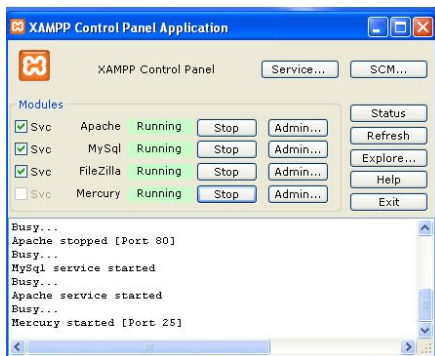 XAMPP Control Panel Application
XAMPP Control Panel
Service...
SCM...
Modules
Svc Apache Running Stop Admin...
Svc MySql Running Stop Admin...
Svc FileZilla Running Stop Admin...
Svc Mercury Running Stop Admin...
Status
Refresh
Explore...
Help
Exit
Busy...
Apache stopped [Port 80]
Busy...
MySql service started
Busy...
Apache service started
Busy...
Mercury started [Port 25]